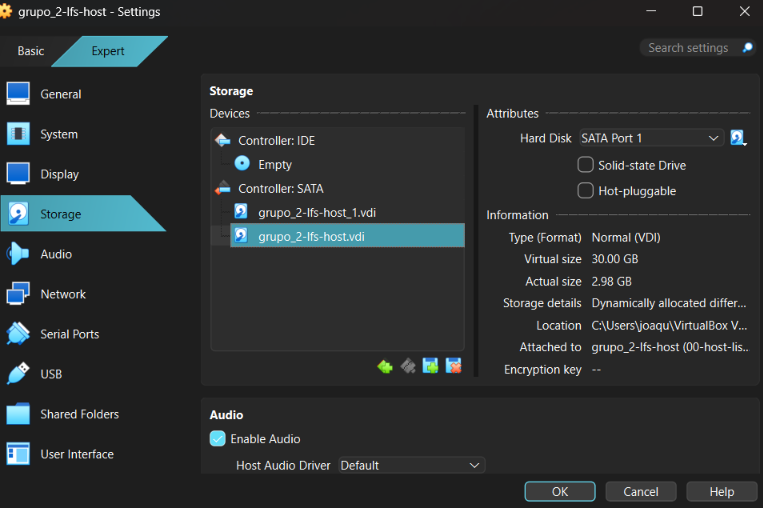 grupo_2-lfs-host - Settings
Basic
Expert
Search settings
General
System
Display
Storage
Audio
Network
Serial Ports
USB
Shared Folders
User Interface
Storage
Devices
Controller: IDE
Empty
Controller: SATA
grupo_2-lfs-host_1.vdi
grupo_2-lfs-host.vdi
Attributes
Hard Disk SATA Port 1
Solid-state Drive
Hot-pluggable
Information
Type (Format) Normal (VDI)
Virtual size 30.00 GB
Actual size 2.98 GB
Storage details Dynamically allocated differ...
Location C:\Users\joaqu\VirtualBox V...
Attached to grupo_2-lfs-host (00-host-lis...
Encryption key --
Audio
Enable Audio
Host Audio Driver Default
OK
Cancel
Help